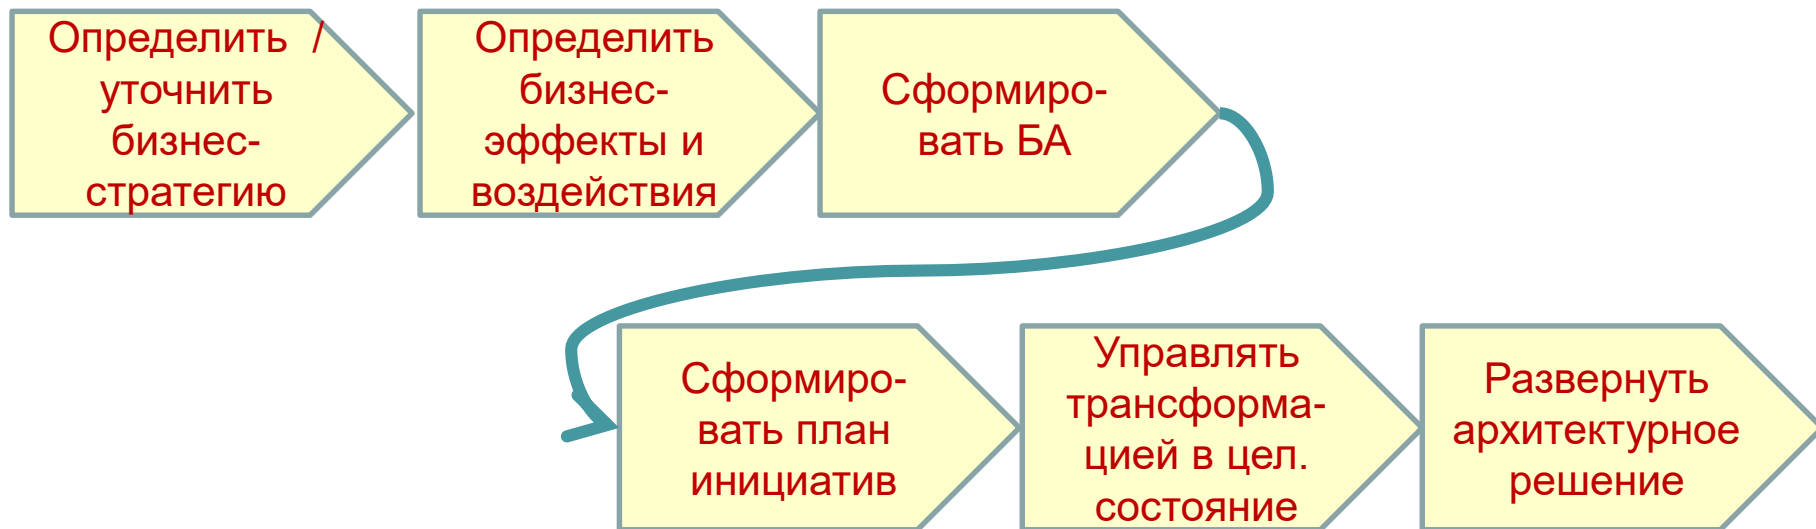 Определить /
уточнить
бизнес-
стратегию
Определить
бизнес-
эффекты и
воздействия
Сформиро-
вать БА
Сформиро-
вать план
инициатив
Управлять
трансформа-
цией в цел.
состояние
Развернуть
архитектурное
решение